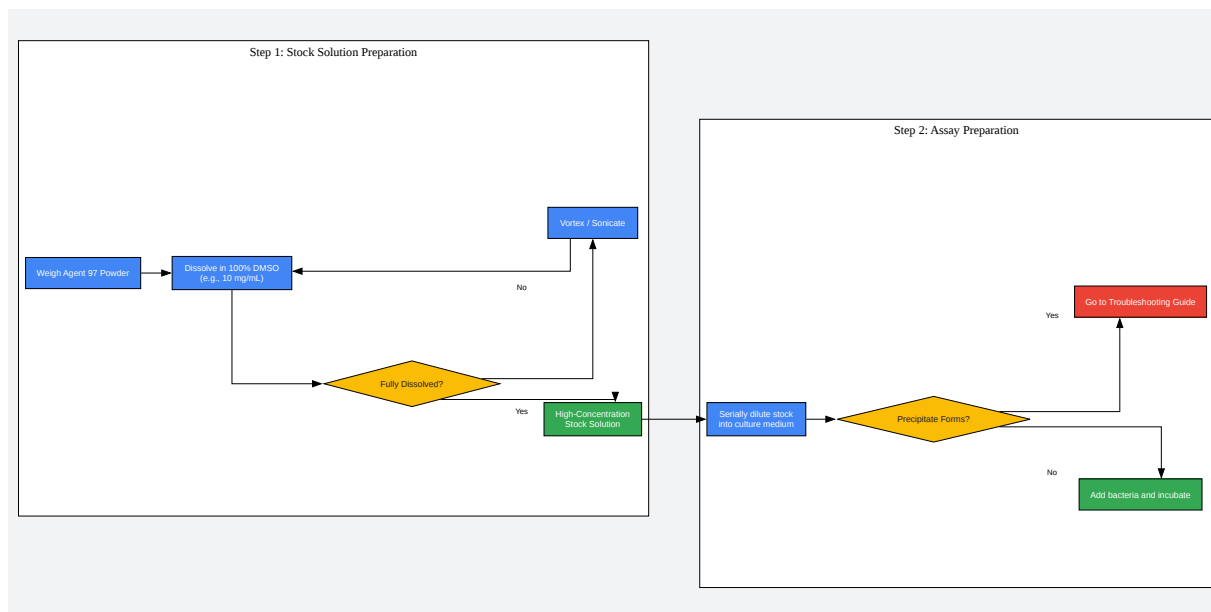 Step 1: Stock Solution Preparation
Weigh Agent 97 Powder
Dissolve in 100% DMSO
(e.g., 10 mg/mL)
Vortex / Sonicate
No
Fully Dissolved?
Yes
High-Concentration
Stock Solution
Step 2: Assay Preparation
Serially dilute stock
into culture medium
Precipitate Forms?
Yes
Go to Troubleshooting Guide
No
Add bacteria and incubate